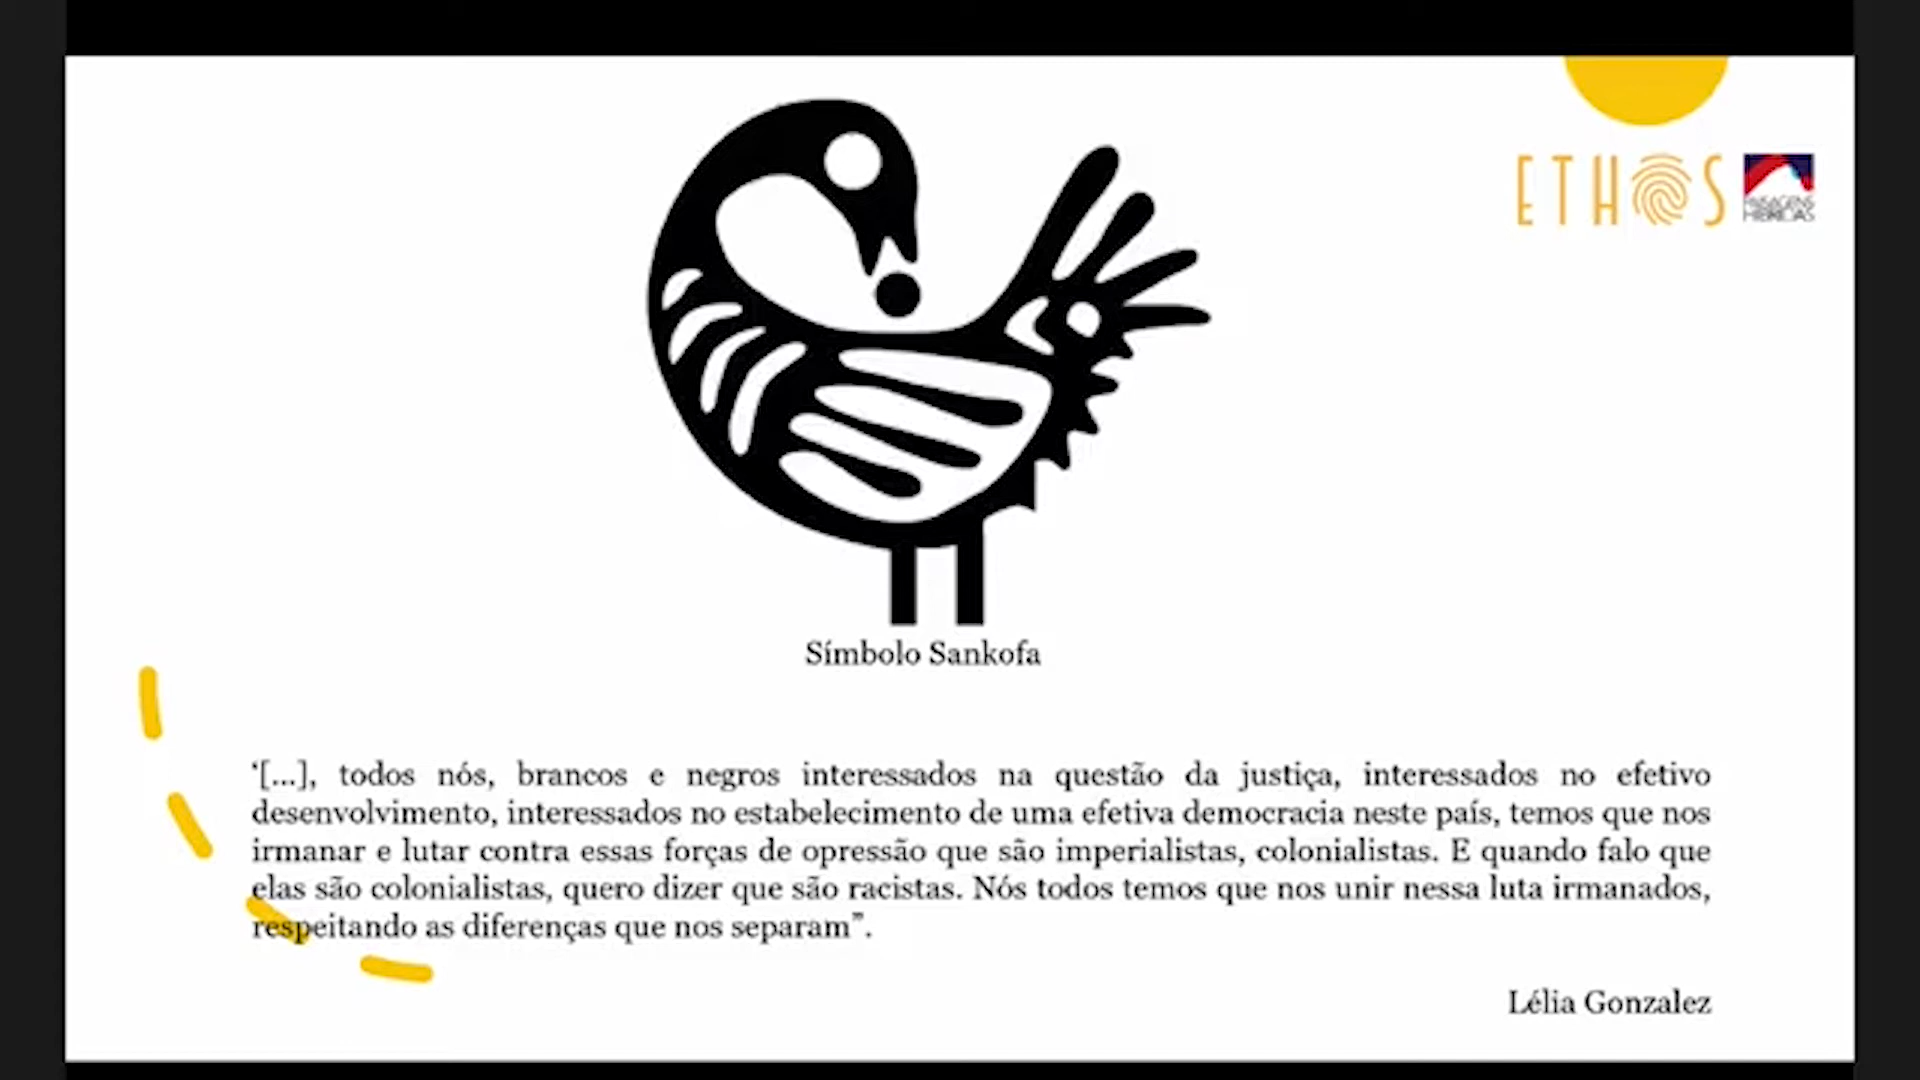 ETHOS
PAISAGENS
HÍBRIDAS
Símbolo Sankofa
‘[...], todos nós, brancos e negros interessados na questão da justiça, interessados no efetivo
desenvolvimento, interessados no estabelecimento de uma efetiva democracia neste país, temos que nos
irmanar e lutar contra essas forças de opressão que são imperialistas, colonialistas. E quando falo que
elas são colonialistas, quero dizer que são racistas. Nós todos temos que nos unir nessa luta irmanados,
respeitando as diferenças que nos separam”.
Lélia Gonzalez